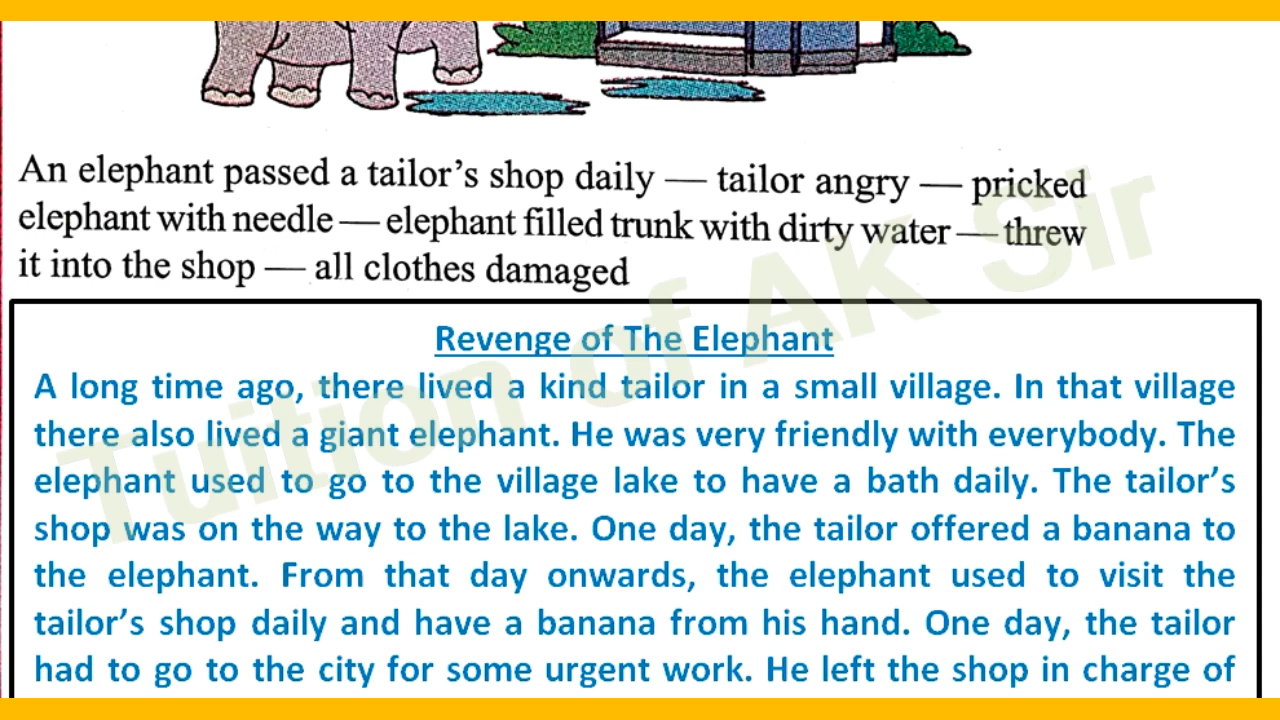 An elephant passed a tailor’s shop daily — tailor angry — pricked
elephant with needle — elephant filled trunk with dirty water — threw
it into the shop — all clothes damaged
Revenge of The Elephant
A long time ago, there lived a kind tailor in a small village. In that village
there also lived a giant elephant. He was very friendly with everybody. The
elephant used to go to the village lake to have a bath daily. The tailor’s
shop was on the way to the lake. One day, the tailor offered a banana to
the elephant. From that day onwards, the elephant used to visit the
tailor’s shop daily and have a banana from his hand. One day, the tailor
had to go to the city for some urgent work. He left the shop in charge of
Tuition of AK Sir